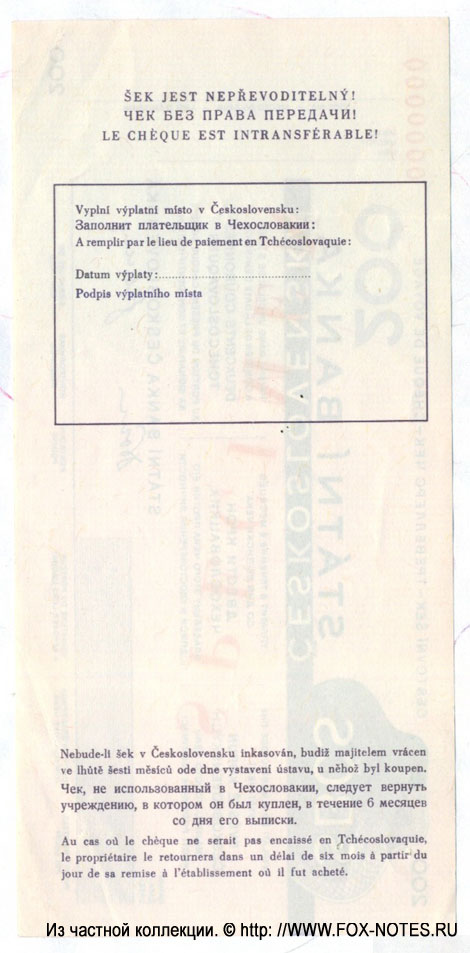 ŠEK JEST NEPŘEVODITELNÝ!
ЧЕК БЕЗ ПРАВА ПЕРЕДАЧИ!
LE CHÈQUE EST INTRANSFÉRABLE!
Vyplní výplatní místo v Československu:
Заполнит плательщик в Чехословакии:
A remplir par le lieu de paiement en Tchécoslovaquie:
Datum výplaty:
Podpis výplatního místa
Nebude-li šek v Československu inkasován, budiž majitelem vrácen
ve lhůtě šesti měsíců ode dne vystavení ústavu, u něhož byl koupen.
Чек, не использованный в Чехословакии, следует вернуть
учреждению, в котором он был куплен, в течение 6 месяцев
со дня его выписки.
Au cas où le chèque ne serait pas encaissé en Tchécoslovaquie,
le propriétaire le retournera dans un délai de six mois à partir du
jour de sa remise à l'établissement où il fut acheté.
Из частной коллекции. © http: //WWW.FOX-NOTES.RU